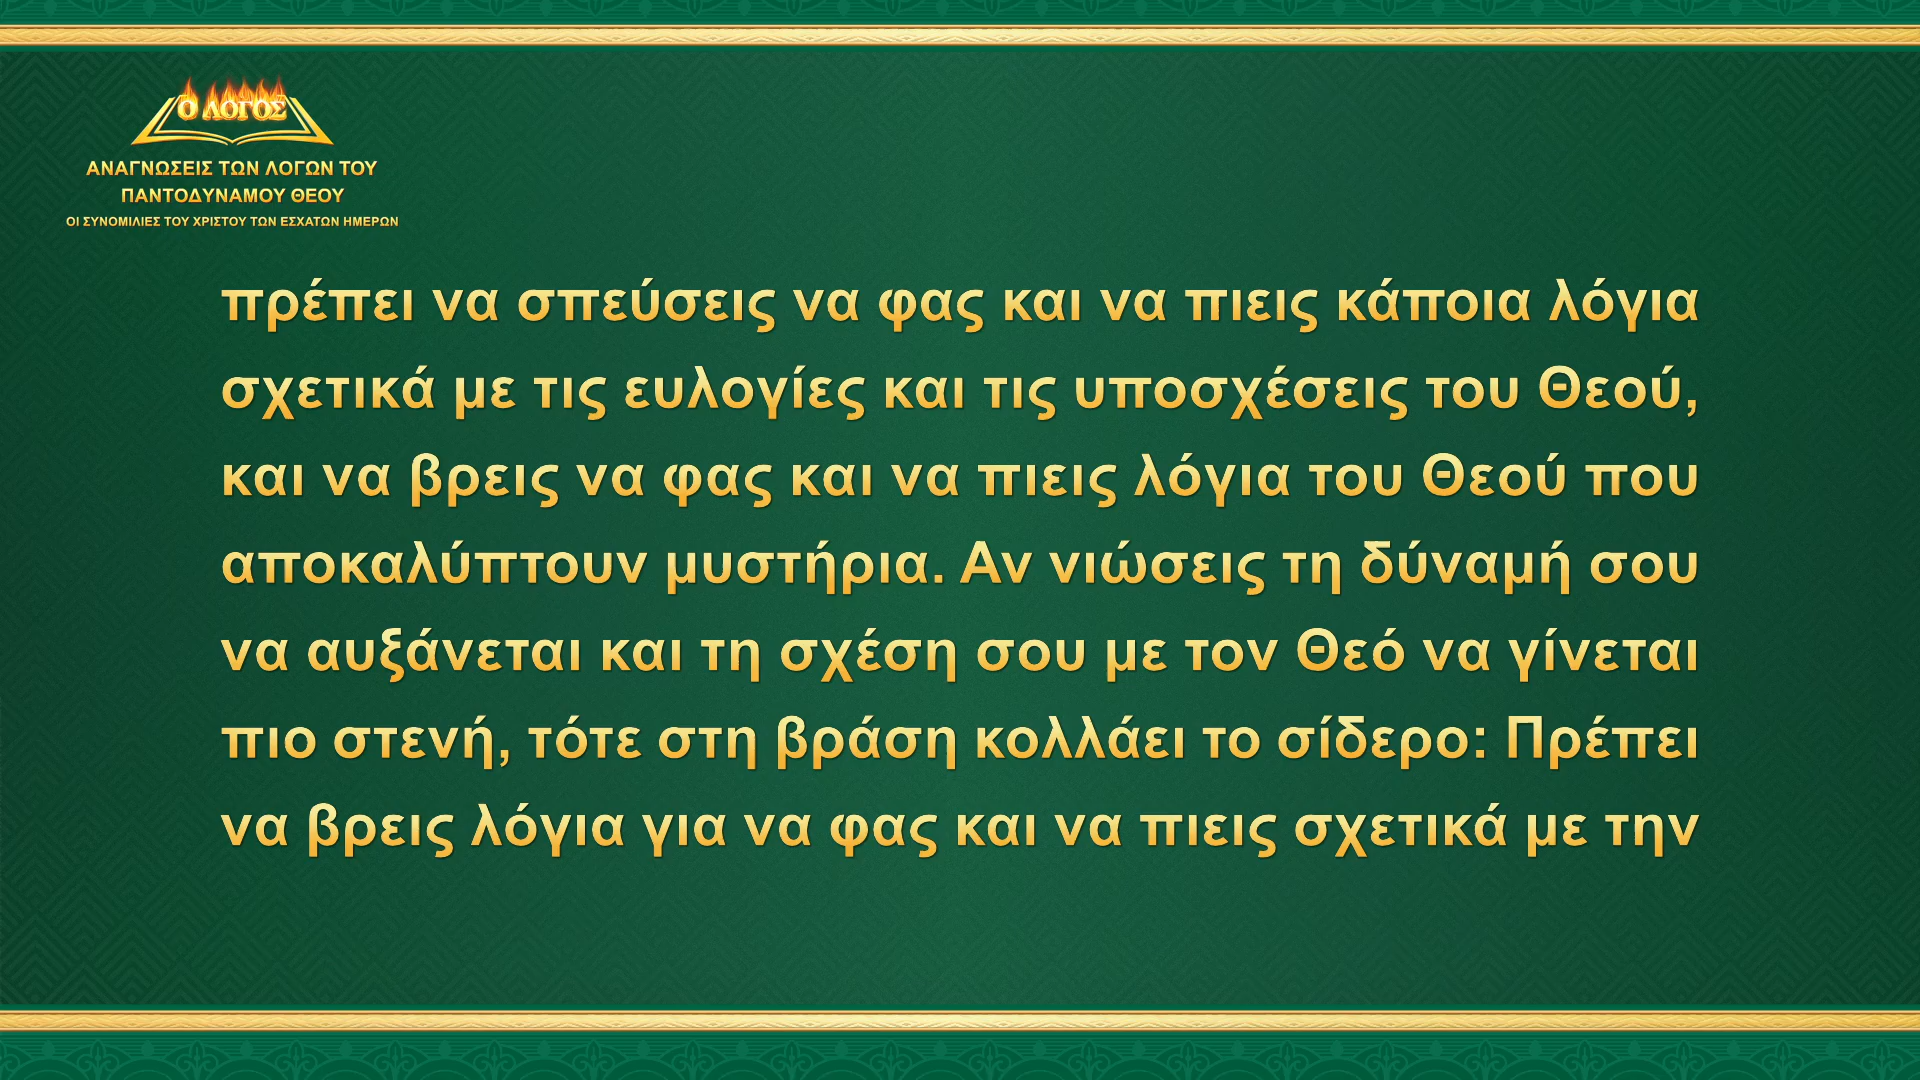 Ο ΛΟΓΟΣ
ΑΝΑΓΝΩΣΕΙΣ ΤΩΝ ΛΟΓΩΝ ΤΟΥ
ΠΑΝΤΟΔΥΝΑΜΟΥ ΘΕΟΥ
ΟΙ ΣΥΝΟΜΙΛΙΕΣ ΤΟΥ ΧΡΙΣΤΟΥ ΤΩΝ ΕΣΧΑΤΩΝ ΗΜΕΡΩΝ
πρέπει να σπεύσεις να φας και να πιεις κάποια λόγια
σχετικά με τις ευλογίες και τις υποσχέσεις του Θεού,
και να βρεις να φας και να πιεις λόγια του Θεού που
αποκαλύπτουν μυστήρια. Αν νιώσεις τη δύναμή σου
να αυξάνεται και τη σχέση σου με τον Θεό να γίνεται
πιο στενή, τότε στη βράση κολλάει το σίδερο: Πρέπει
να βρεις λόγια για να φας και να πιεις σχετικά με την